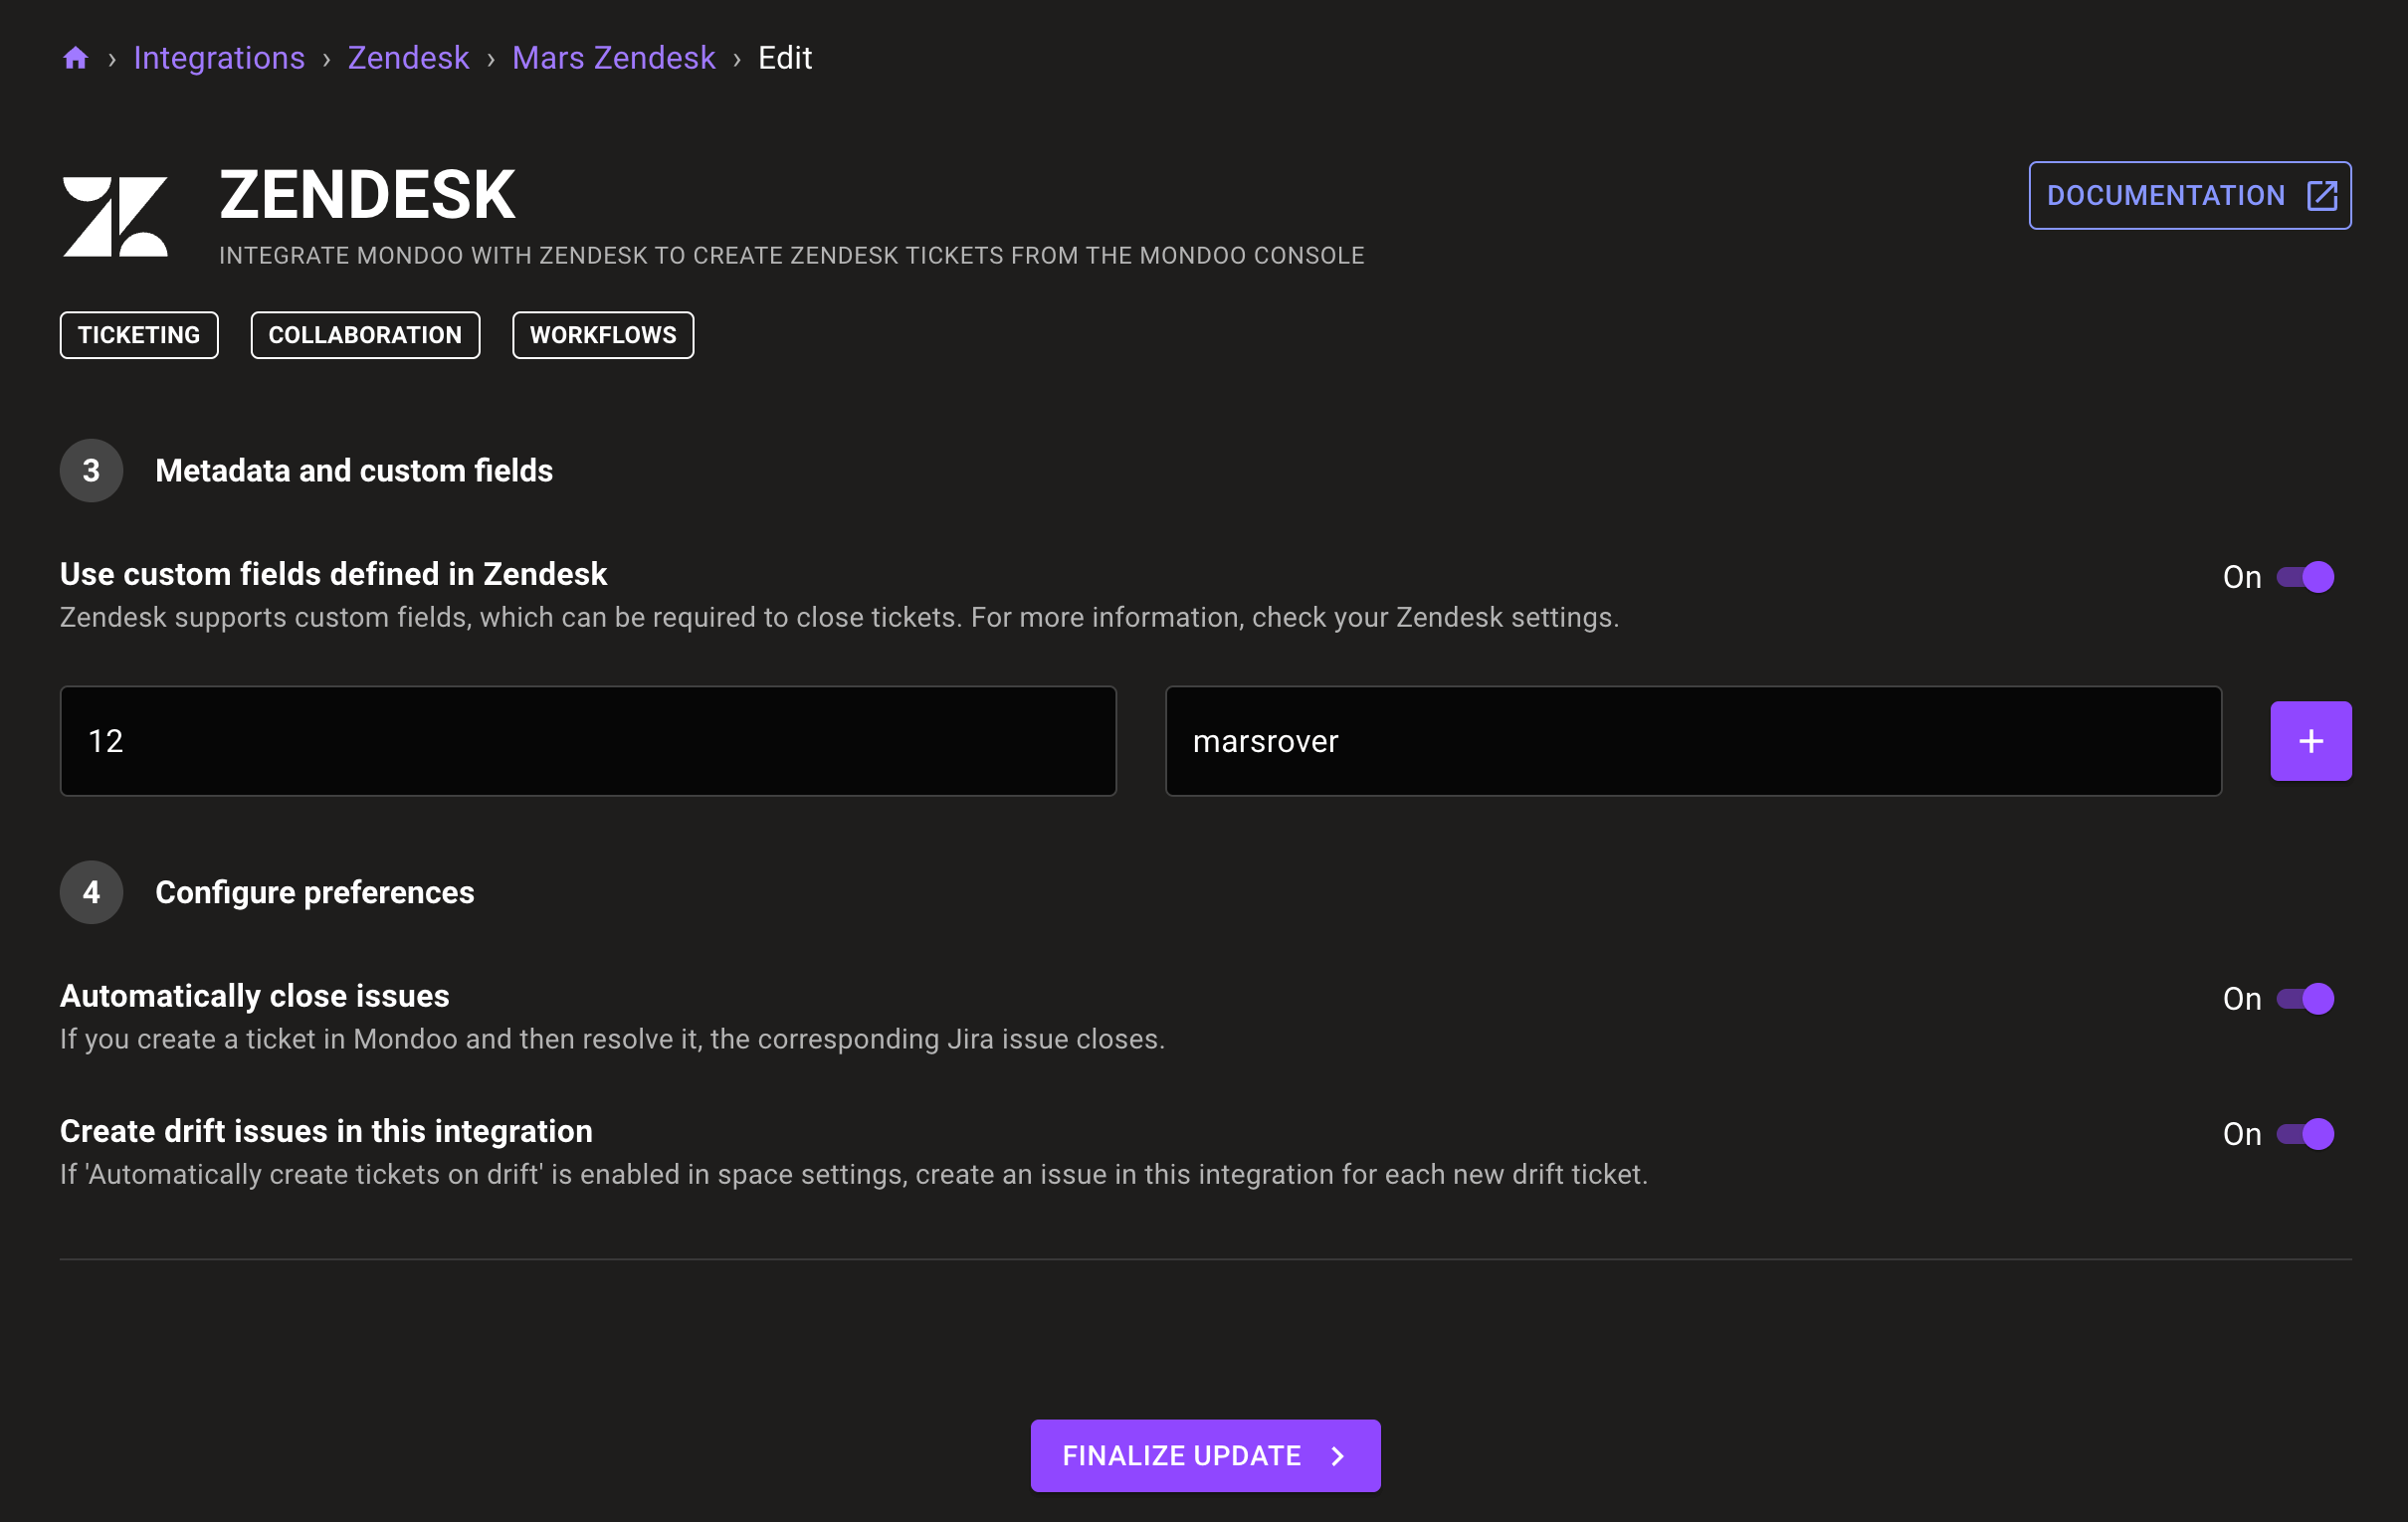 › Integrations › Zendesk › Mars Zendesk › Edit
ZENDESK
INTEGRATE MONDOO WITH ZENDESK TO CREATE ZENDESK TICKETS FROM THE MONDOO CONSOLE
DOCUMENTATION
TICKETING COLLABORATION WORKFLOWS
3 Metadata and custom fields
Use custom fields defined in Zendesk
On
Zendesk supports custom fields, which can be required to close tickets. For more information, check your Zendesk settings.
12 marsrover +
4 Configure preferences
Automatically close issues
On
If you create a ticket in Mondoo and then resolve it, the corresponding Jira issue closes.
Create drift issues in this integration
On
If 'Automatically create tickets on drift' is enabled in space settings, create an issue in this integration for each new drift ticket.
FINALIZE UPDATE